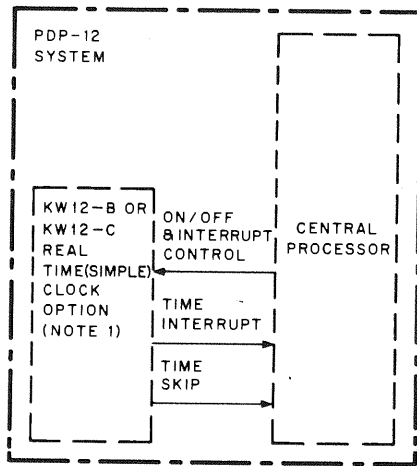 PDP-12
SYSTEM
KW12-B OR
KW12-C
REAL
TIME(SIMPLE)
CLOCK
OPTION
(NOTE 1)
ON/OFF
&INTERRUPT
CONTROL
TIME
INTERRUPT
TIME
SKIP
CENTRAL
PROCESSOR